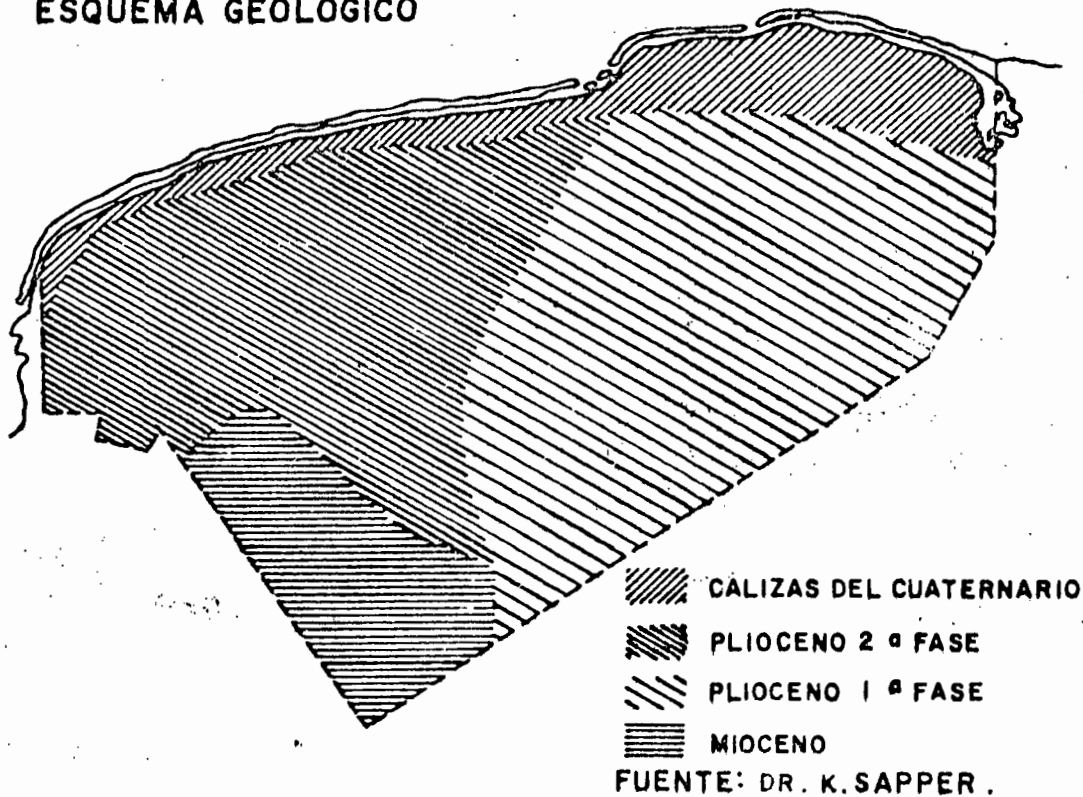 ESQUEMA GEOLOGICO
CALIZAS DEL CUATERNARIO
PLIOCENO 2 a FASE
PLIOCENO 1 a FASE
MIOCENO
FUENTE: DR. K. SAPPER.